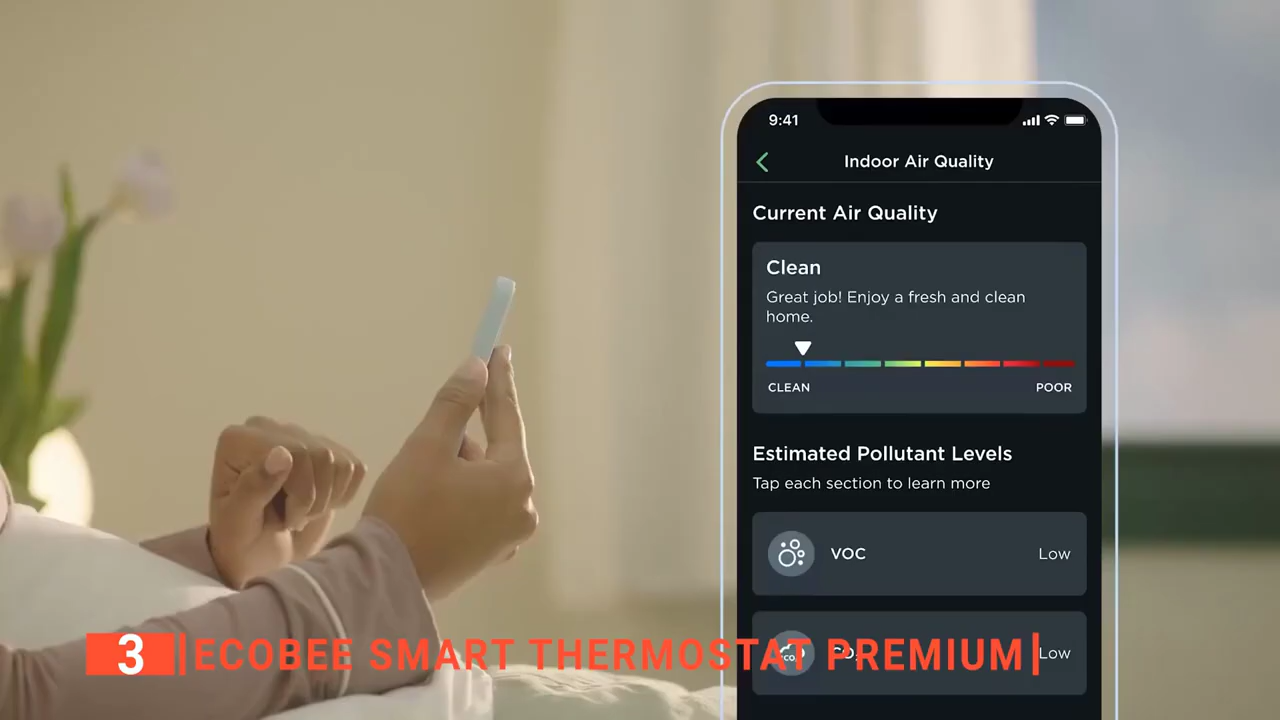 9:41
Indoor Air Quality
Current Air Quality
Clean
Great job! Enjoy a fresh and clean
home.
CLEAN
POOR
Estimated Pollutant Levels
Tap each section to learn more
VOC
Low
CO₂
Low
3
ECOBEE SMART THERMOSTAT PREMIUM